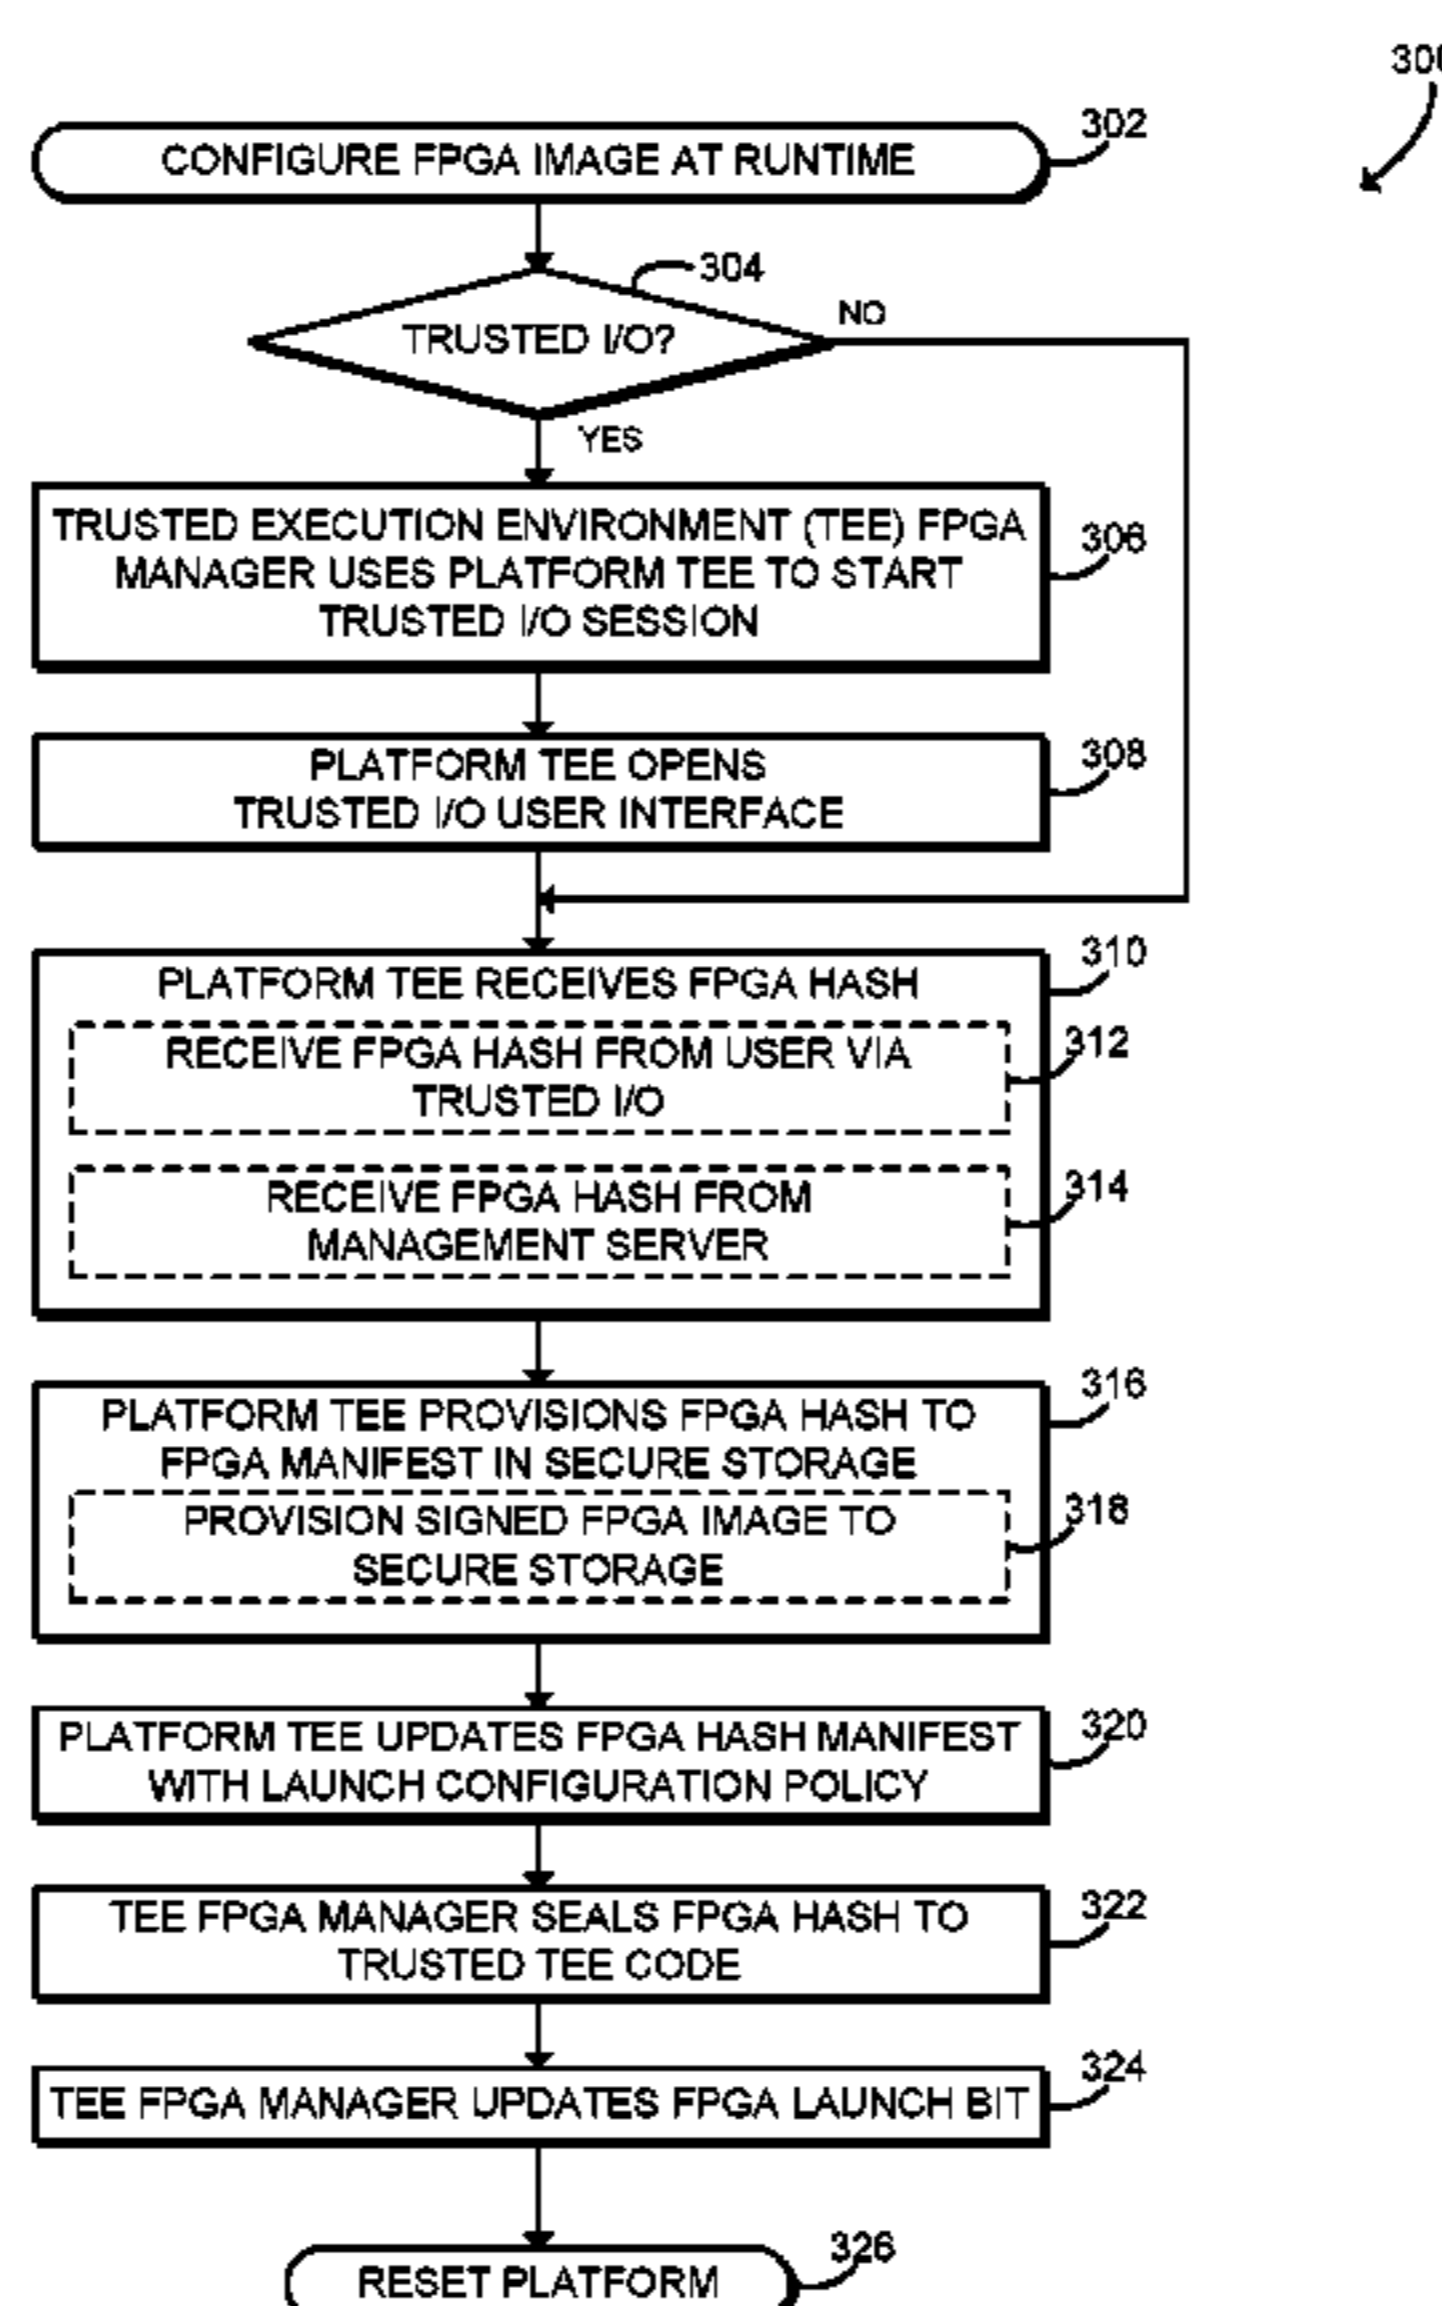 300
302
CONFIGURE FPGA IMAGE AT RUNTIME
304
TRUSTED I/O?
NO
YES
TRUSTED EXECUTION ENVIRONMENT (TEE) FPGA
MANAGER USES PLATFORM TEE TO START
TRUSTED I/O SESSION
306
PLATFORM TEE OPENS
TRUSTED I/O USER INTERFACE
308
PLATFORM TEE RECEIVES FPGA HASH
310
RECEIVE FPGA HASH FROM USER VIA
TRUSTED I/O
312
RECEIVE FPGA HASH FROM
MANAGEMENT SERVER
314
PLATFORM TEE PROVISIONS FPGA HASH TO
FPGA MANIFEST IN SECURE STORAGE
316
PROVISION SIGNED FPGA IMAGE TO
SECURE STORAGE
318
PLATFORM TEE UPDATES FPGA HASH MANIFEST
WITH LAUNCH CONFIGURATION POLICY
320
TEE FPGA MANAGER SEALS FPGA HASH TO
TRUSTED TEE CODE
322
TEE FPGA MANAGER UPDATES FPGA LAUNCH BIT
324
RESET PLATFORM
326